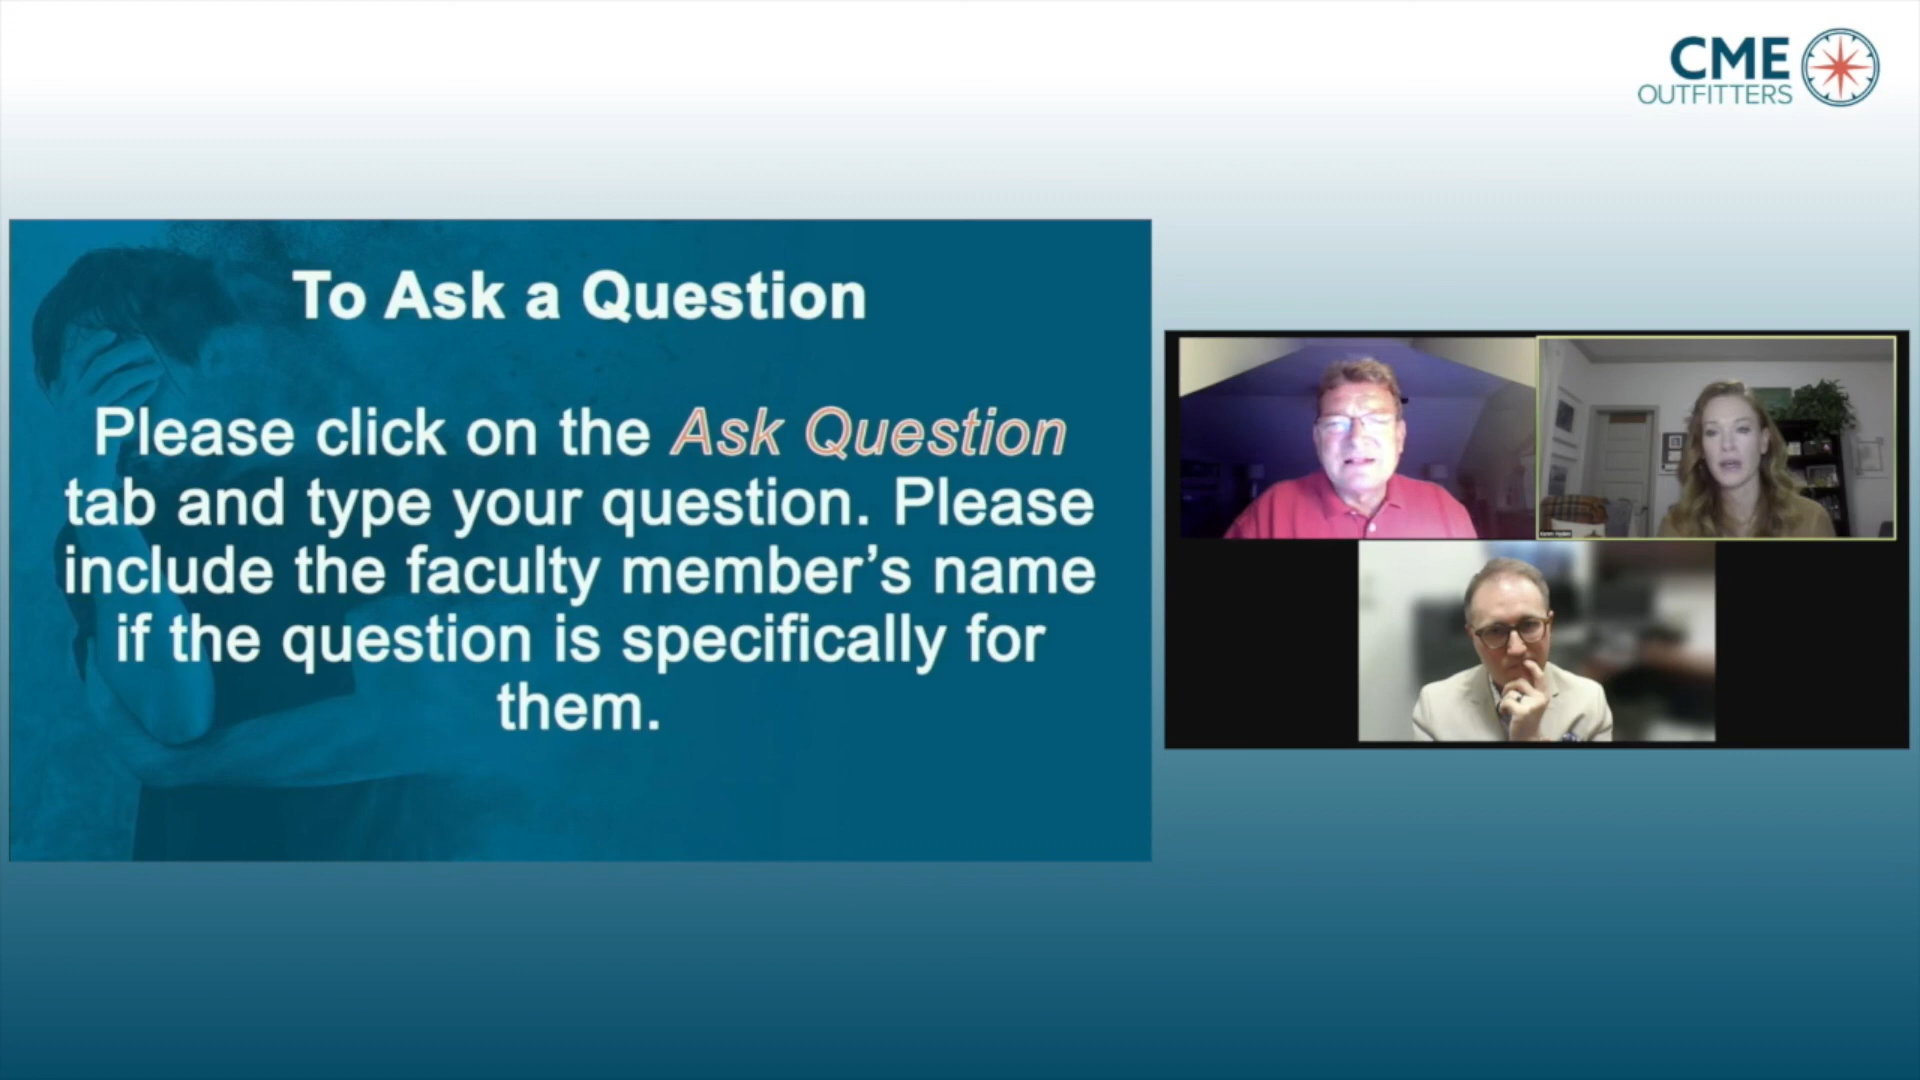 CME
OUTFITTERS
To Ask a Question
Please click on the Ask Question
tab and type your question. Please
include the faculty member’s name
if the question is specifically for
them.